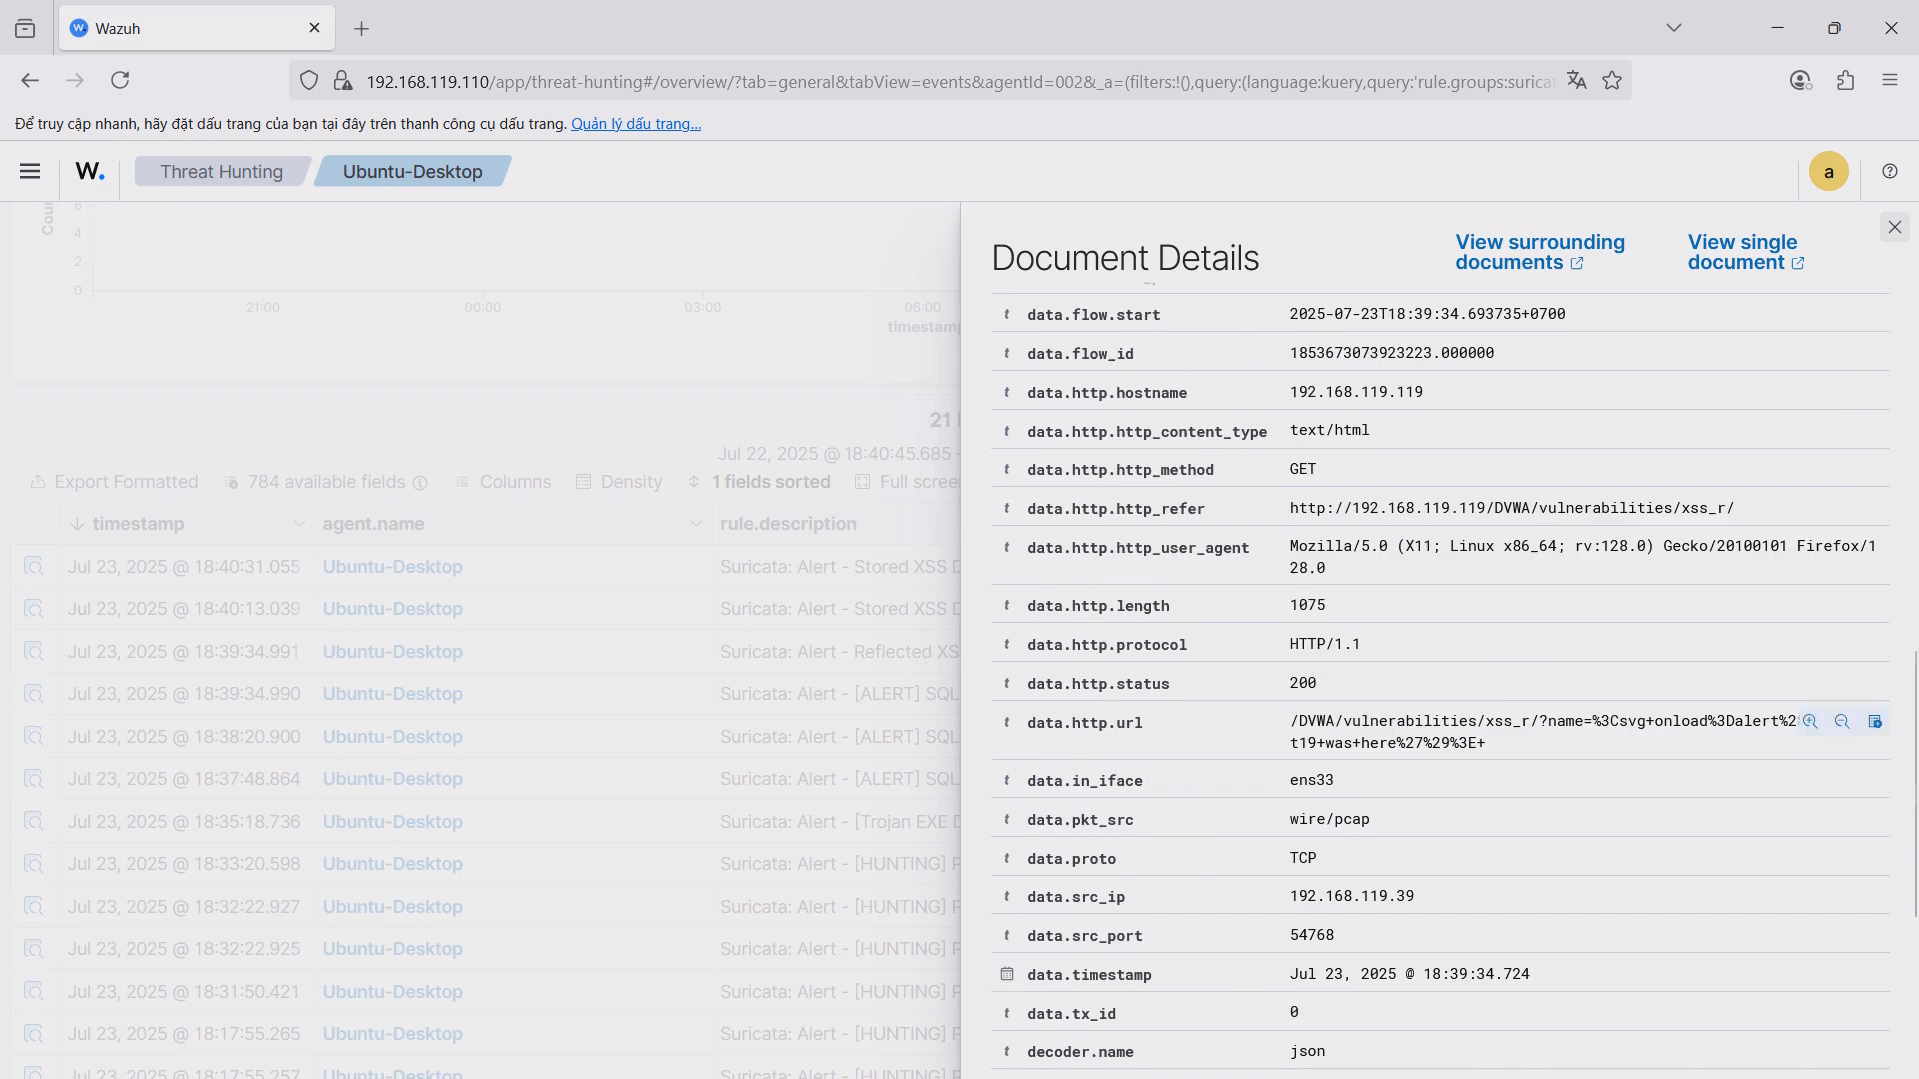 Wazuh
192.168.119.110/app/threat-hunting#/overview/?tab=general&tabView=events&agentId=002&_a=(filters:!(),query:(language:kuery,query:'rule.groups:suricat
Để truy cập nhanh, hãy đặt dấu trang của bạn tại đây trên thanh công cụ dấu trang. Quản lý dấu trang...
W. Threat Hunting Ubuntu-Desktop a
6
4
2
0
21:00 00:00 03:00 06:00
timestamp
Document Details
View surrounding documents
View single document
data.flow.start 2025-07-23T18:39:34.693735+0700
data.flow_id 1853673073923223.000000
data.http.hostname 192.168.119.119
data.http.http_content_type text/html
data.http.http_method GET
data.http.http_refer http://192.168.119.119/DVWA/vulnerabilities/xss_r/
data.http.http_user_agent Mozilla/5.0 (X11; Linux x86_64; rv:128.0) Gecko/20100101 Firefox/1
28.0
data.http.length 1075
data.http.protocol HTTP/1.1
data.http.status 200
data.http.url /DVWA/vulnerabilities/xss_r/?name=%3Csvg+onload%3Dalert%2
t19+was+here%27%29%3E+
data.in_iface ens33
data.pkt_src wire/pcap
data.proto TCP
data.src_ip 192.168.119.39
data.src_port 54768
data.timestamp Jul 23, 2025 @ 18:39:34.724
data.tx_id 0
decoder.name json
21
Jul 22, 2025 @ 18:40:45.685 -
Export Formatted 784 available fields Columns Density 1 fields sorted Full scree
timestamp agent.name rule.description
Jul 23, 2025 @ 18:40:31.055 Ubuntu-Desktop Suricata: Alert - Stored XSS D
Jul 23, 2025 @ 18:40:13.039 Ubuntu-Desktop Suricata: Alert - Stored XSS D
Jul 23, 2025 @ 18:39:34.991 Ubuntu-Desktop Suricata: Alert - Reflected XS
Jul 23, 2025 @ 18:39:34.990 Ubuntu-Desktop Suricata: Alert - [ALERT] SQL
Jul 23, 2025 @ 18:38:20.900 Ubuntu-Desktop Suricata: Alert - [ALERT] SQL
Jul 23, 2025 @ 18:37:48.864 Ubuntu-Desktop Suricata: Alert - [ALERT] SQL
Jul 23, 2025 @ 18:35:18.736 Ubuntu-Desktop Suricata: Alert - [Trojan EXE D
Jul 23, 2025 @ 18:33:20.598 Ubuntu-Desktop Suricata: Alert - [HUNTING] F
Jul 23, 2025 @ 18:32:22.927 Ubuntu-Desktop Suricata: Alert - [HUNTING] F
Jul 23, 2025 @ 18:32:22.925 Ubuntu-Desktop Suricata: Alert - [HUNTING] F
Jul 23, 2025 @ 18:31:50.421 Ubuntu-Desktop Suricata: Alert - [HUNTING] F
Jul 23, 2025 @ 18:17:55.265 Ubuntu-Desktop Suricata: Alert - [HUNTING] F
Jul 23, 2025 @ 18:17:55.257 Ubuntu-Desktop Suricata: Alert - [HUNTING] F